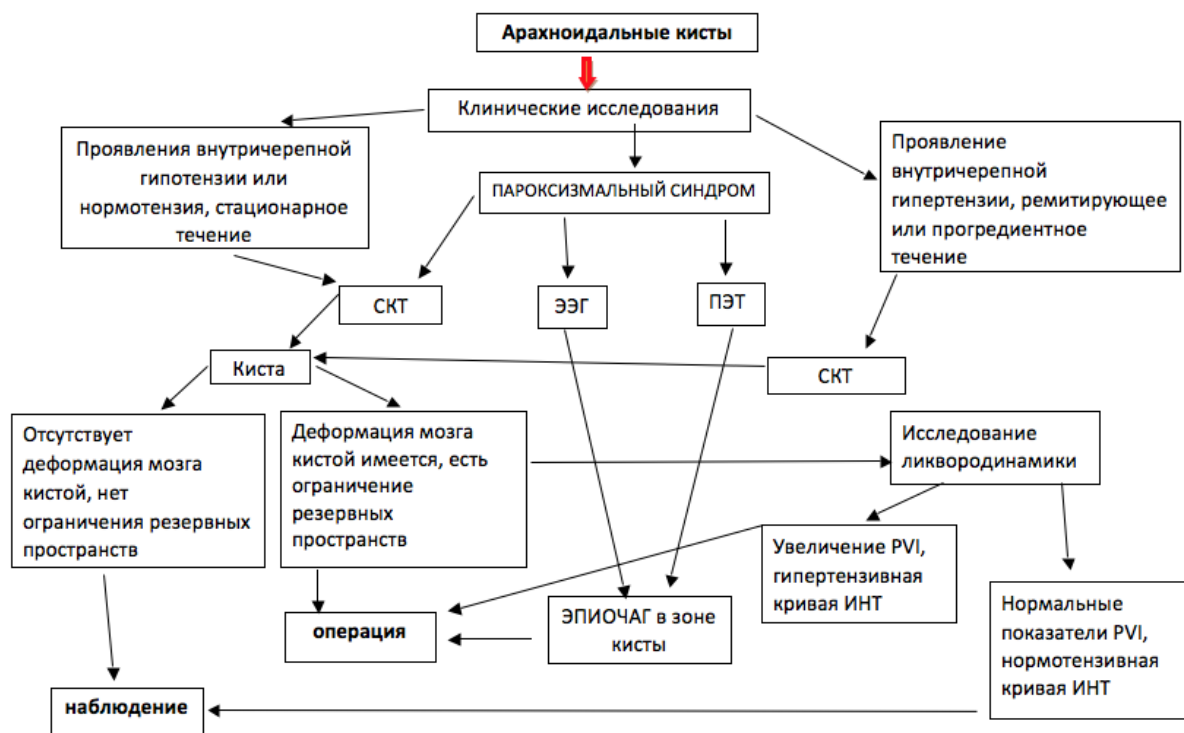 Арахноидальные кисты
Клинические исследования
Проявления внутричерепной
гипотензии или
нормотензия, стационарное
течение
ПАРОКСИЗМАЛЬНЫЙ СИНДРОМ
Проявление
внутричерепной
гипертензии, ремитирующее
или прогредиентное
течение
СКТ
ЭЭГ
ПЭТ
СКТ
Киста
Отсутствует
деформация мозга
кистой, нет
ограничения резервных
пространств
Деформация мозга
кистой имеется, есть
ограничение
резервных
пространств
Исследование
ликвородинамики
Увеличение PVI,
гипертензивная
кривая ИНТ
Нормальные
показатели PVI,
нормотензивная
кривая ИНТ
операция
ЭПИОЧАГ в зоне
кисты
наблюдение